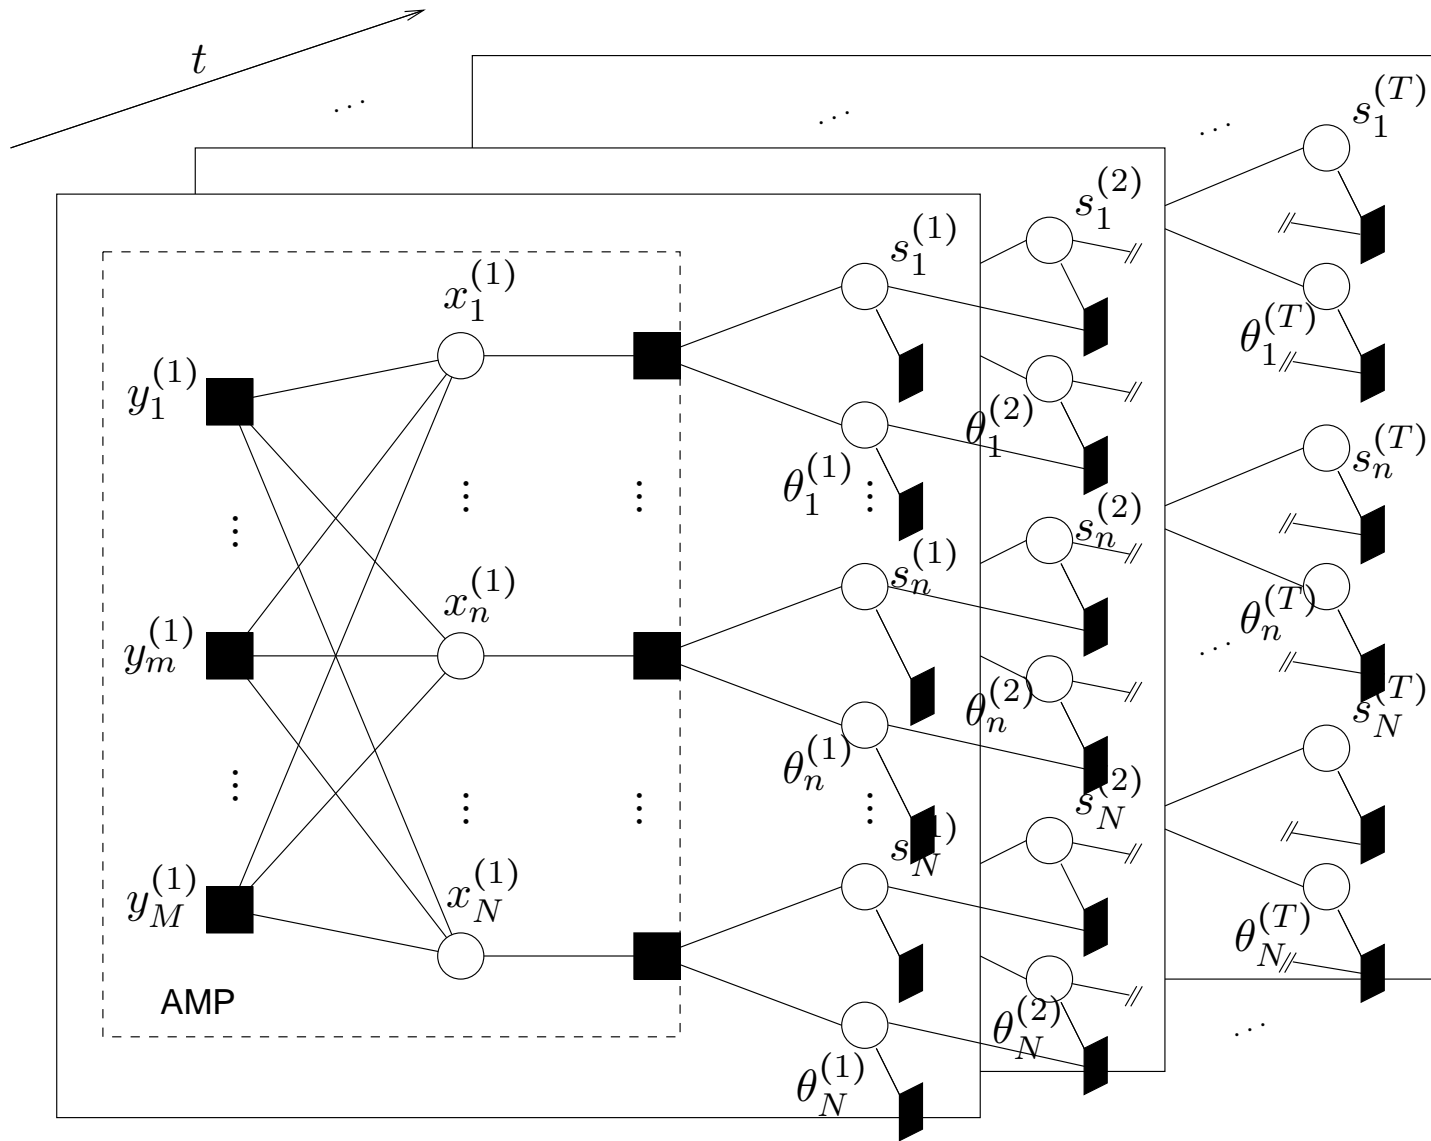 t
s_1^{(T)}
s_1^{(2)}
s_1^{(1)}
x_1^{(1)}
θ_1^{(T)}
y_1^{(1)}
θ_1^{(2)}
s_n^{(T)}
θ_1^{(1)}
s_n^{(2)}
s_n^{(1)}
x_n^{(1)}
θ_n^{(T)}
y_m^{(1)}
θ_n^{(2)}
s_N^{(T)}
θ_n^{(1)}
s_N^{(2)}
s_N^{(1)}
x_N^{(1)}
y_M^{(1)}
θ_N^{(T)}
AMP
θ_N^{(2)}
θ_N^{(1)}